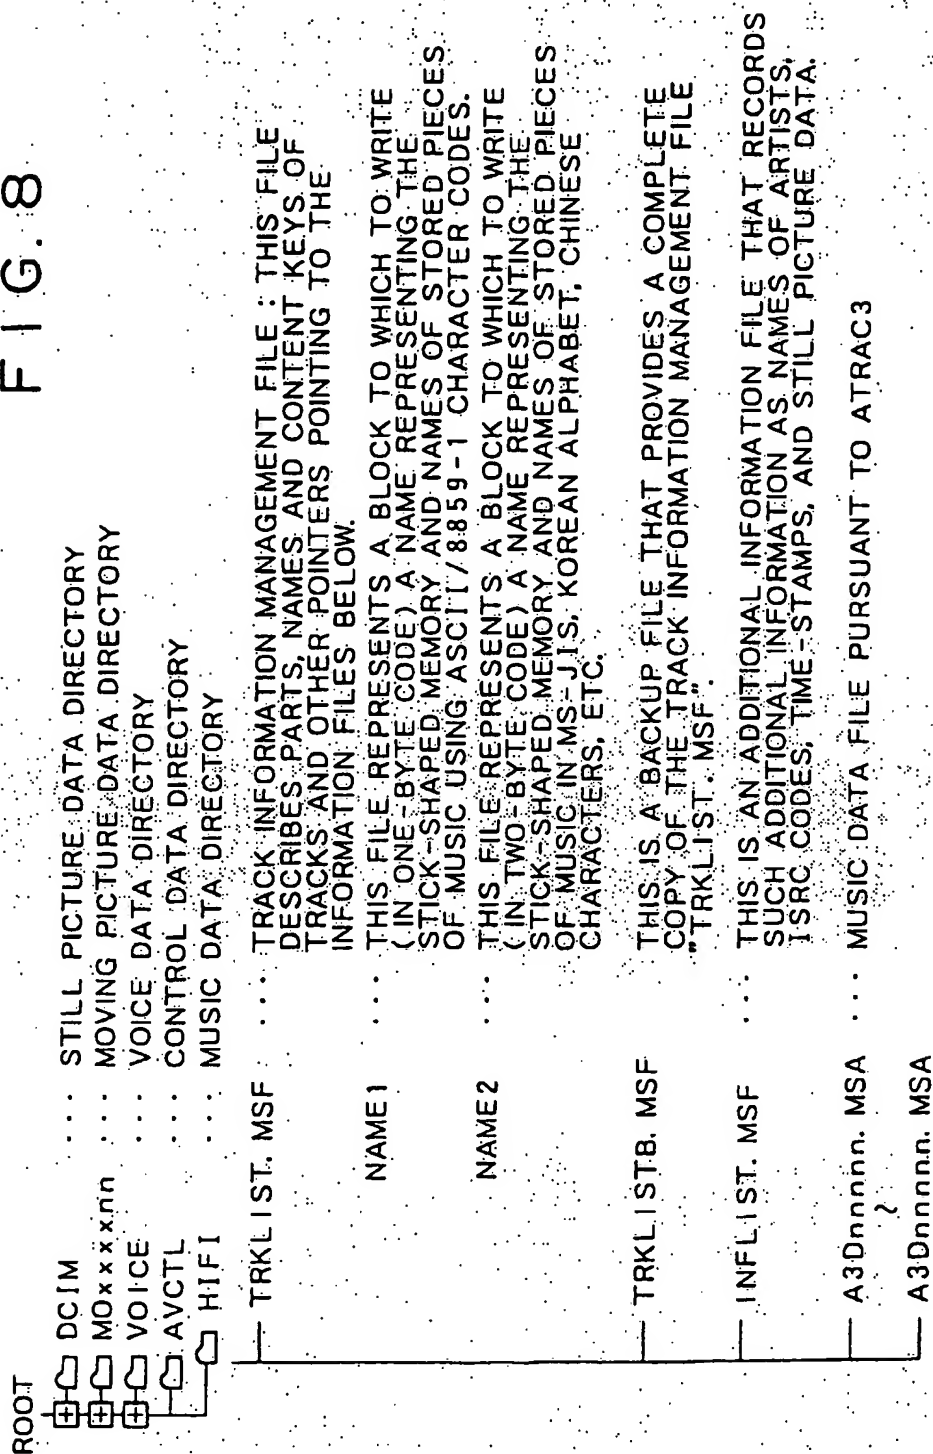 FIG. 8
ROOT
DCIM ... STILL PICTURE DATA DIRECTORY
MOxxxxnn ... MOVING PICTURE DATA DIRECTORY
VOICE ... VOICE DATA DIRECTORY
AVCTL ... CONTROL DATA DIRECTORY
HIFI ... MUSIC DATA DIRECTORY
TRKLIST. MSF ... TRACK INFORMATION MANAGEMENT FILE : THIS FILE
DESCRIBES PARTS, NAMES AND CONTENT KEYS OF
TRACKS AND OTHER POINTERS POINTING TO THE
INFORMATION FILES BELOW.
NAME1 ... THIS FILE REPRESENTS A BLOCK TO WHICH TO WRITE
(IN ONE-BYTE CODE) A NAME REPRESENTING THE
STICK-SHAPED MEMORY AND NAMES OF STORED PIECES
OF MUSIC USING ASCII/8859-1 CHARACTER CODES.
NAME2 ... THIS FILE REPRESENTS A BLOCK TO WHICH TO WRITE
(IN TWO-BYTE CODE) A NAME REPRESENTING THE
STICK-SHAPED MEMORY AND NAMES OF STORED PIECES
OF MUSIC IN MS-JIS, KOREAN ALPHABET, CHINESE
CHARACTERS, ETC.
TRKLISTB. MSF THIS IS A BACKUP FILE THAT PROVIDES A COMPLETE
COPY OF THE TRACK INFORMATION MANAGEMENT FILE
"TRKLIST. MSF".
INFLIST. MSF ... THIS IS AN ADDITIONAL INFORMATION FILE THAT RECORDS
SUCH ADDITIONAL INFORMATION AS NAMES OF ARTISTS,
ISRC CODES, TIME-STAMPS, AND STILL PICTURE DATA.
A3Dnnnnn. MSA ... MUSIC DATA FILE PURSUANT TO ATRAC3
~
A3Dnnnnn. MSA